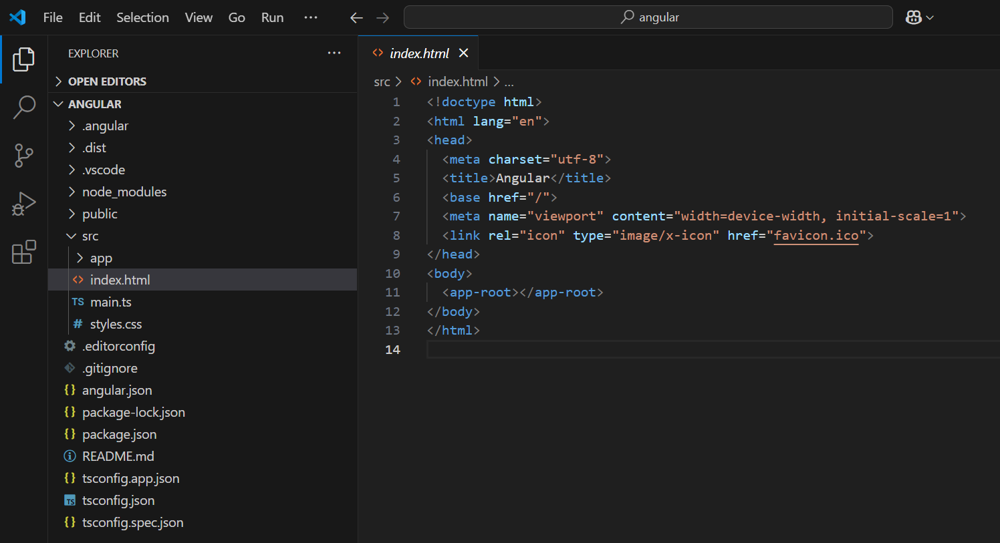 File Edit Selection View Go Run ··· angular
EXPLORER ···
OPEN EDITORS
ANGULAR
.angular
.dist
.vscode
node_modules
public
src
app
index.html
TS main.ts
# styles.css
.editorconfig
.gitignore
{} angular.json
{} package-lock.json
{} package.json
README.md
{} tsconfig.app.json
TS tsconfig.json
{} tsconfig.spec.json
<> index.html ×
src > <> index.html > ...
1 <!doctype html>
2 <html lang="en">
3 <head>
4   <meta charset="utf-8">
5   <title>Angular</title>
6   <base href="/">
7   <meta name="viewport" content="width=device-width, initial-scale=1">
8   <link rel="icon" type="image/x-icon" href="favicon.ico">
9 </head>
10 <body>
11   <app-root></app-root>
12 </body>
13 </html>
14